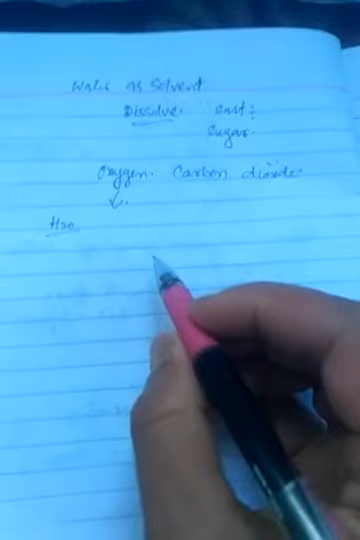 Water as Solvent
Dissolve. Salt:
Sugar.
Oxygen. Carbon dioxide
H2O